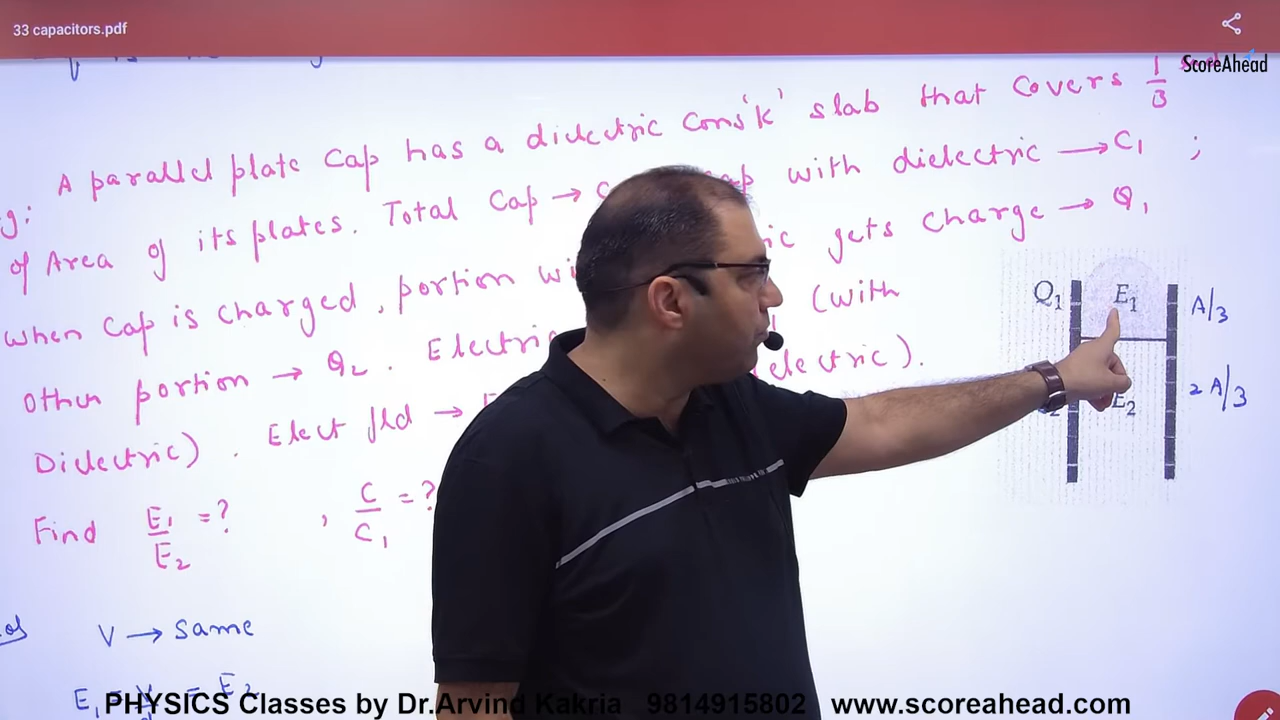 33 capacitors.pdf
ScoreAhead
A parallel plate Cap has a dielectric Cons 'k' slab that covers 1/3
of Area of its plates. Total Cap → with dielectric → C1 ;
when Cap is charged, portion gets charge → Q1
other portion → Q2. (with
Dielectric). Elect fld →
Find E1/E2 = ? , C/C1 = ?
Q1 E1 A/3
E2 2A/3
V → Same
E1 = = E2
PHYSICS Classes by Dr.Arvind Kakria 9814915802 www.scoreahead.com